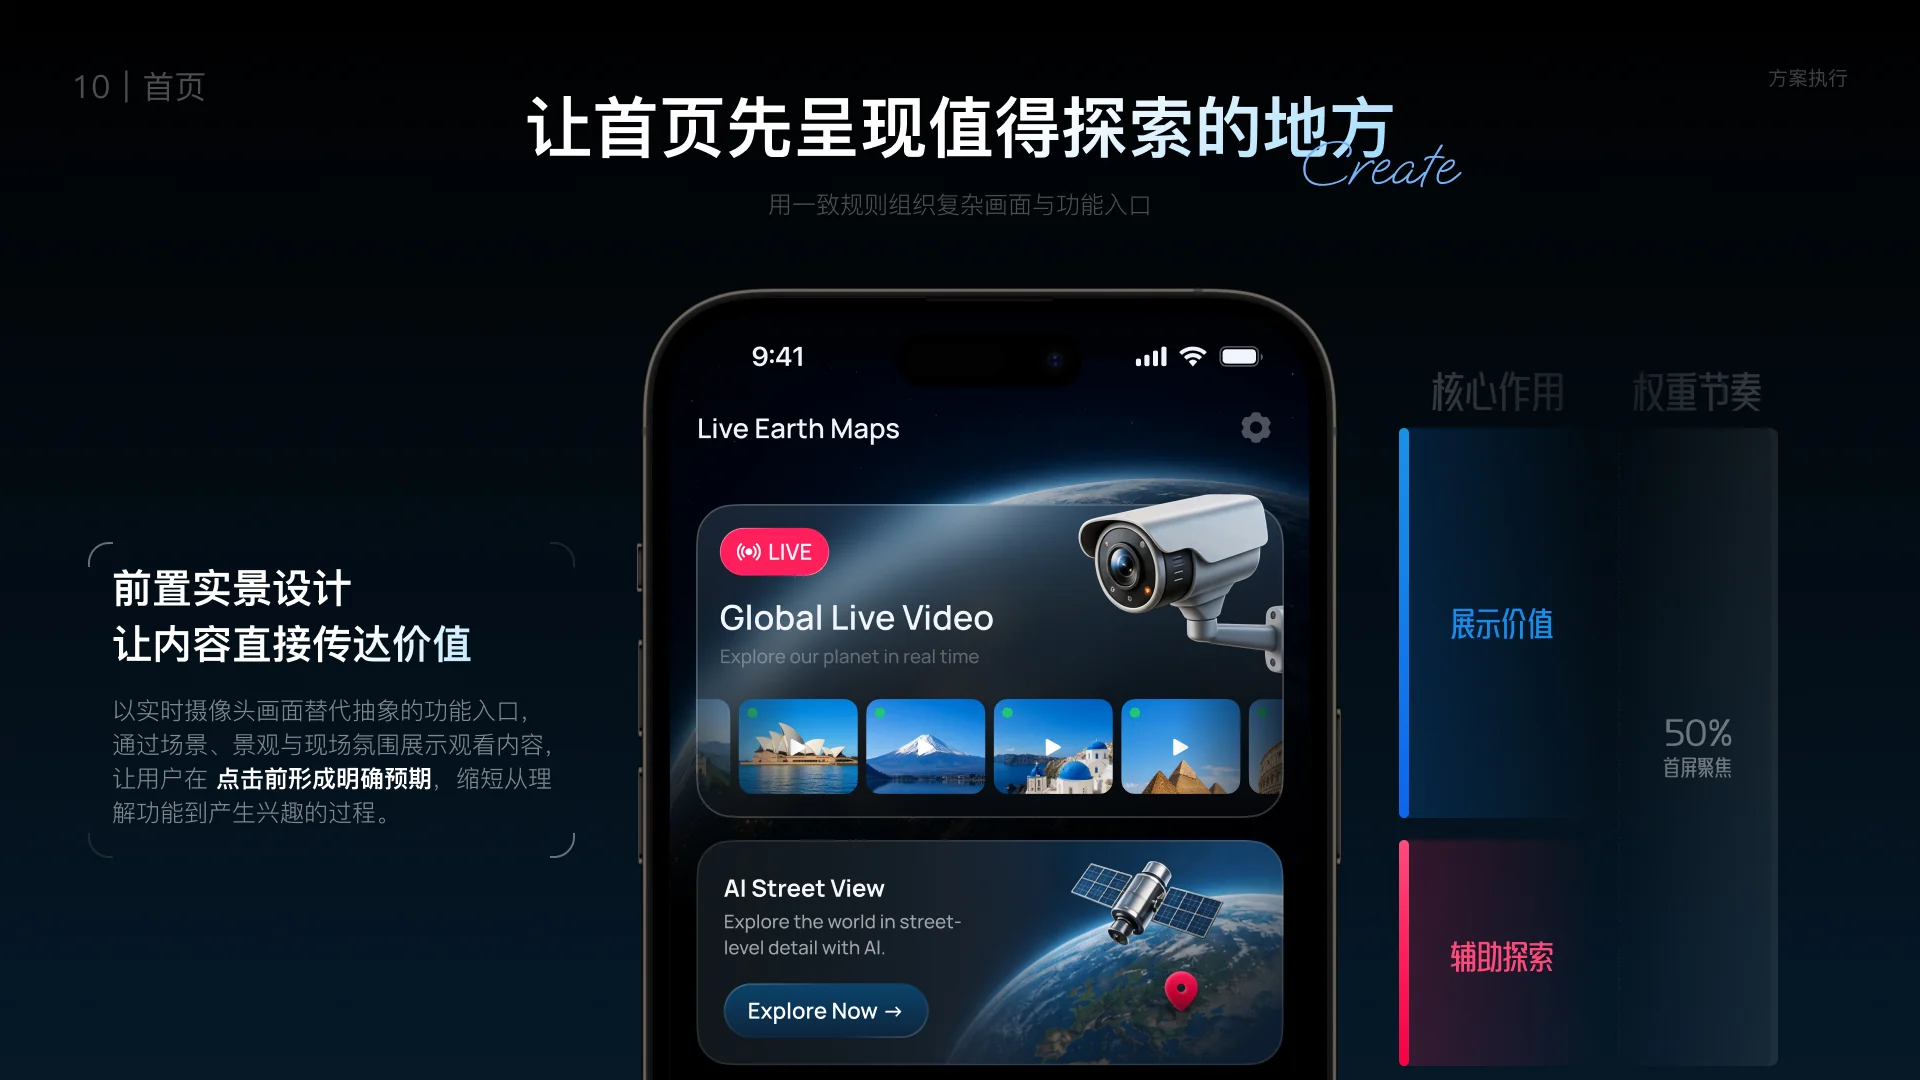 10 | 首页
方案执行
让首页先呈现值得探索的地方
Create
用一致规则组织复杂画面与功能入口
9:41
Live Earth Maps
LIVE
Global Live Video
Explore our planet in real time
AI Street View
Explore the world in street-
level detail with AI.
Explore Now →
前置实景设计
让内容直接传达价值
以实时摄像头画面替代抽象的功能入口，
通过场景、景观与现场氛围展示观看内容，
让用户在 点击前形成明确预期，缩短从理
解功能到产生兴趣的过程。
核心作用
权重节奏
展示价值
50%
首屏聚焦
辅助探索